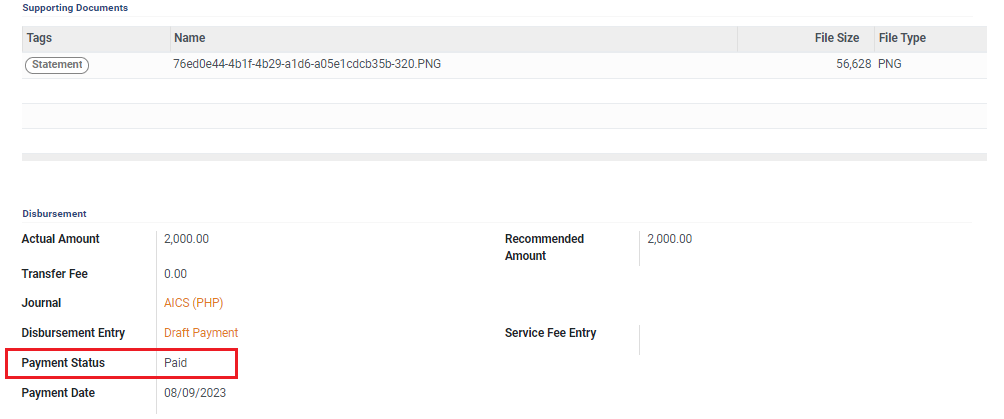 Supporting Documents
Tags Name File Size File Type
Statement 76ed0e44-4b1f-4b29-a1d6-a05e1cdcb35b-320.PNG 56,628 PNG
Disbursement
Actual Amount 2,000.00 Recommended Amount 2,000.00
Transfer Fee 0.00
Journal AICS (PHP)
Disbursement Entry Draft Payment Service Fee Entry
Payment Status Paid
Payment Date 08/09/2023